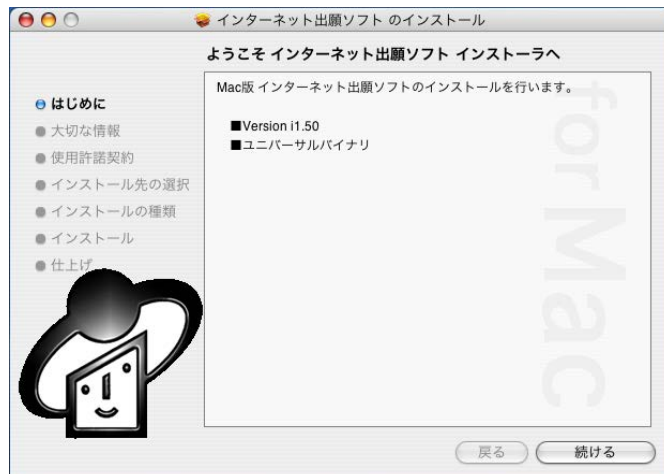 インターネット出願ソフト のインストール
ようこそ インターネット出願ソフト インストーラへ
はじめに
大切な情報
使用許諾契約
インストール先の選択
インストールの種類
インストール
仕上げ
Mac版 インターネット出願ソフトのインストールを行います。
■Version i1.50
■ユニバーサルバイナリ
for Mac
戻る
続ける